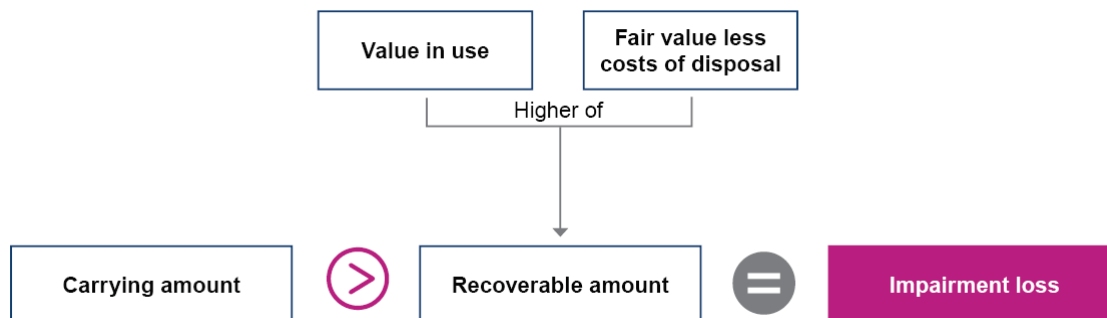 Value in use
Fair value less
costs of disposal
Higher of
Carrying amount
>
Recoverable amount
=
Impairment loss